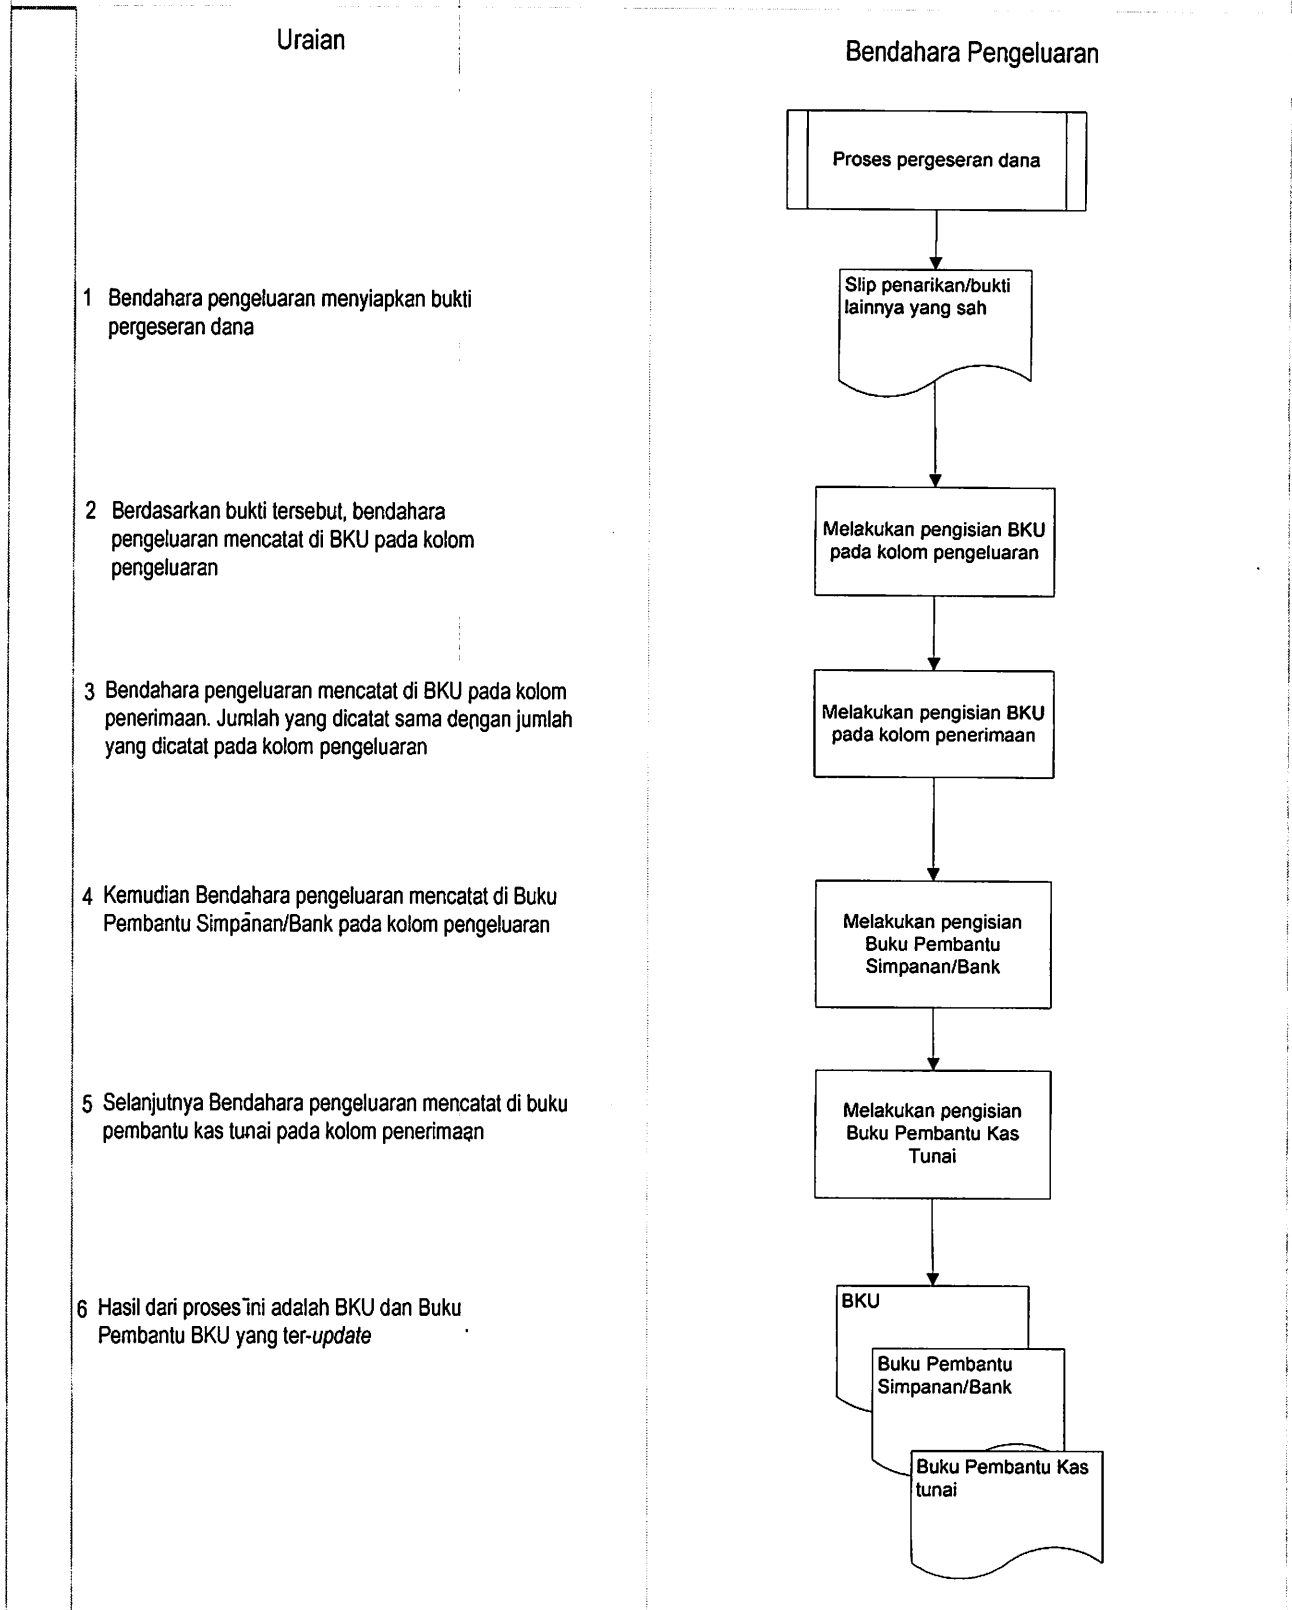 Uraian
Bendahara Pengeluaran
Proses pergeseran dana
1 Bendahara pengeluaran menyiapkan bukti
pergeseran dana
Slip penarikan/bukti
lainnya yang sah
2 Berdasarkan bukti tersebut, bendahara
pengeluaran mencatat di BKU pada kolom
pengeluaran
Melakukan pengisian BKU
pada kolom pengeluaran
3 Bendahara pengeluaran mencatat di BKU pada kolom
penerimaan. Jumlah yang dicatat sama dengan jumlah
yang dicatat pada kolom pengeluaran
Melakukan pengisian BKU
pada kolom penerimaan
4 Kemudian Bendahara pengeluaran mencatat di Buku
Pembantu Simpanan/Bank pada kolom pengeluaran
Melakukan pengisian
Buku Pembantu
Simpanan/Bank
5 Selanjutnya Bendahara pengeluaran mencatat di buku
pembantu kas tunai pada kolom penerimaan
Melakukan pengisian
Buku Pembantu Kas
Tunai
6 Hasil dari proses ini adalah BKU dan Buku
Pembantu BKU yang ter-update
BKU
Buku Pembantu
Simpanan/Bank
Buku Pembantu Kas
tunai